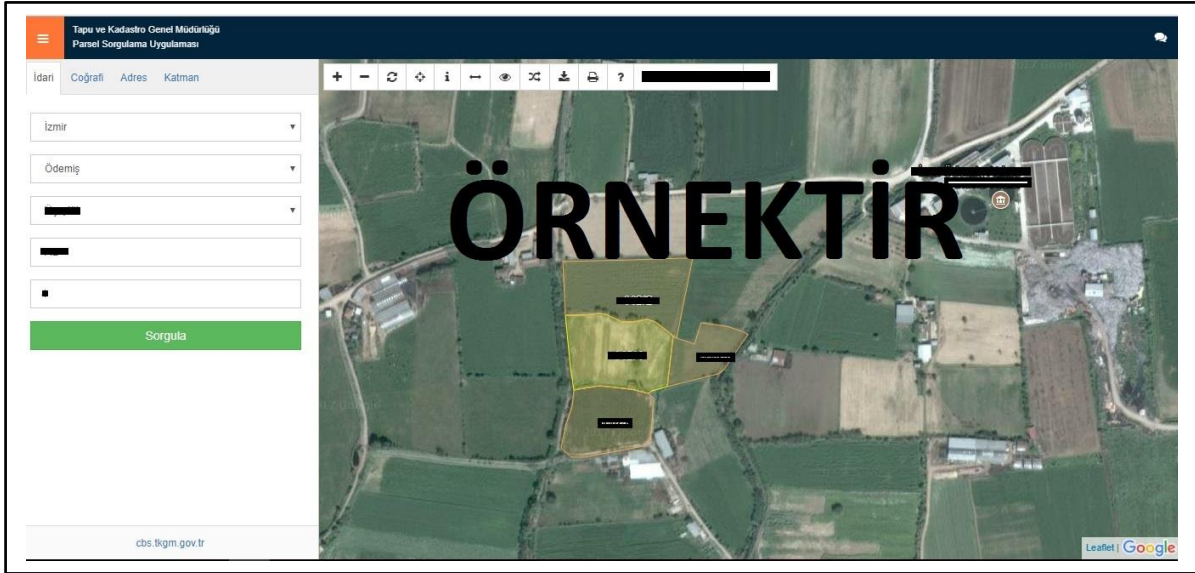 Tapu ve Kadastro Genel Müdürlüğü
Parsel Sorgulama Uygulaması
İdari Coğrafi Adres Katman
İzmir
Ödemiş
Sorgula
cbs.tkgm.gov.tr
ÖRNEKTİR
Leaflet | Google